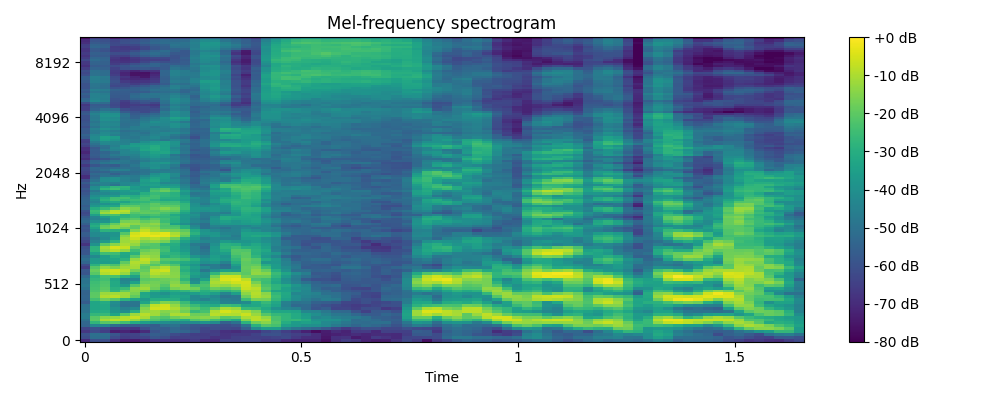 Mel-frequency spectrogram
8192
4096
2048
1024
512
0
Hz
0
0.5
1
1.5
Time
+0 dB
-10 dB
-20 dB
-30 dB
-40 dB
-50 dB
-60 dB
-70 dB
-80 dB